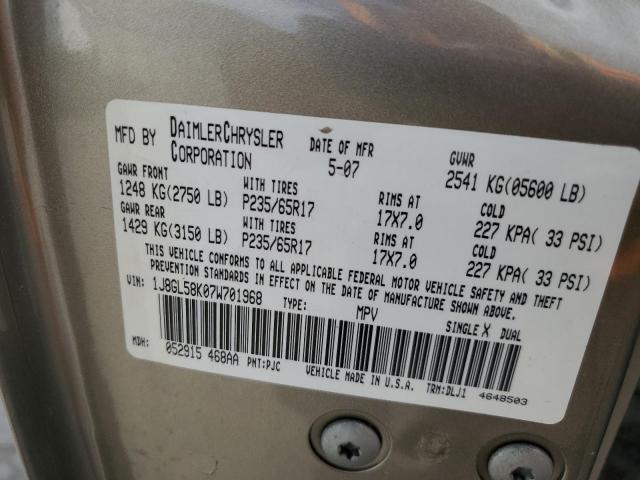 MFD BY DAIMLERCHRYSLER CORPORATION DATE OF MFR 5-07 GVWR 2541 KG(05600 LB)
GAWR FRONT WITH TIRES RIMS AT COLD
1248 KG(2750 LB) P235/65R17 17X7.0 227 KPA( 33 PSI)
GAWR REAR WITH TIRES RIMS AT COLD
1429 KG(3150 LB) P235/65R17 17X7.0 227 KPA( 33 PSI)
THIS VEHICLE CONFORMS TO ALL APPLICABLE FEDERAL MOTOR VEHICLE SAFETY AND THEFT
PREVENTION STANDARDS IN EFFECT ON THE DATE OF MANUFACTURE SHOWN ABOVE.
VIN: 1J8GL58K07W701968 TYPE: MPV SINGLE X DUAL
MDH: 052915 468AA PNT:PJC VEHICLE MADE IN U.S.A. TRM:DLJ1 4648503